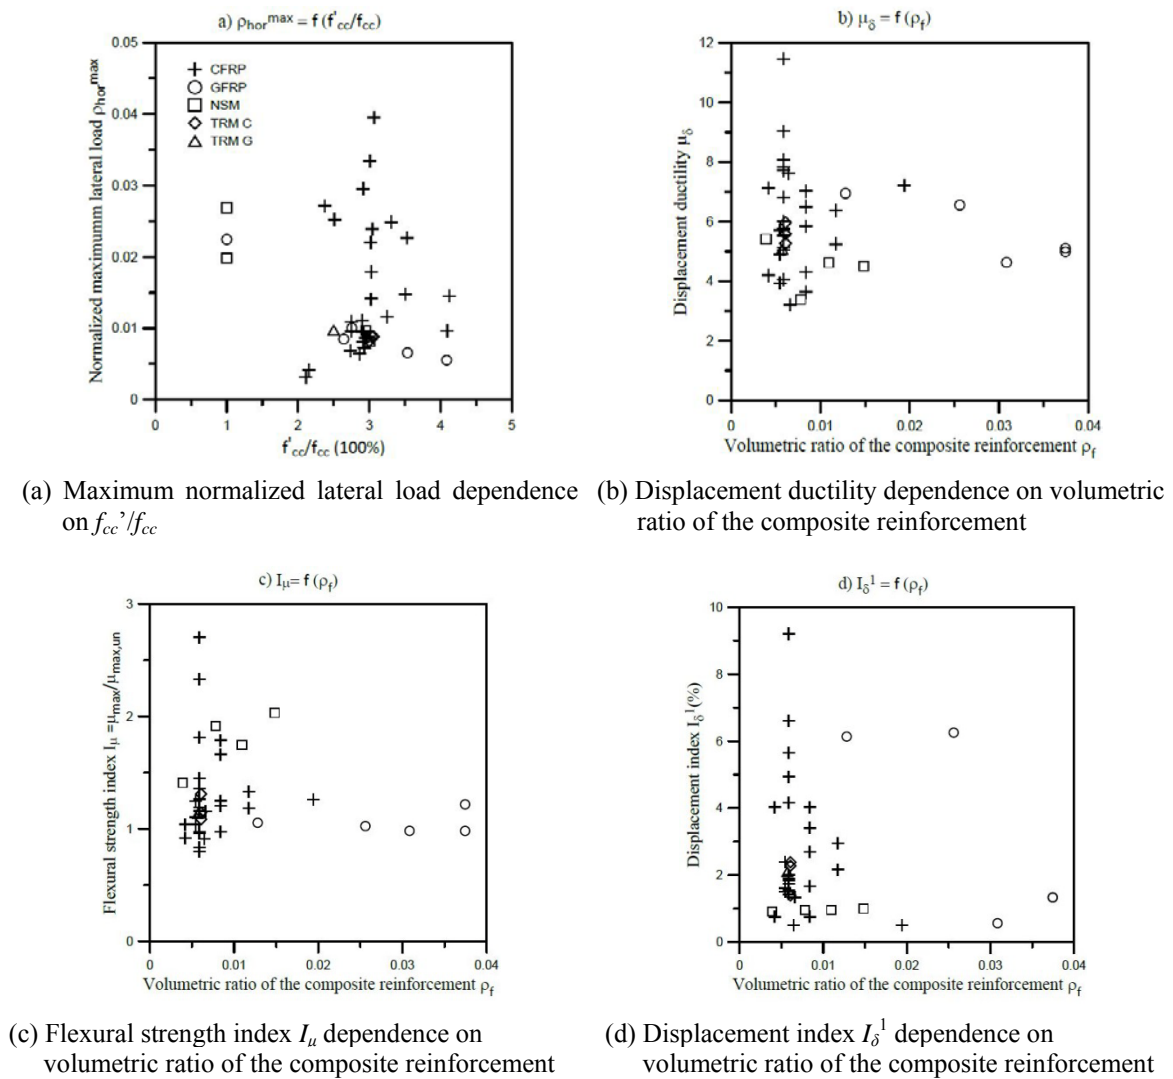 a) ρhor^max = f (f'cc/fcc)
0.05
0.04
0.03
0.02
0.01
0
Normalized maximumm lateral load ρhor^max
CFRP
GFRP
NSM
TRM C
TRM G
0 1 2 3 4 5
f'cc/fcc (100%)
(a) Maximum normalized lateral load dependence
on fcc’/fcc
b) μδ = f (ρf)
12
10
8
6
4
2
0
Displacement ductility μδ
0 0.01 0.02 0.03 0.04
Volumetric ratio of the composite reinforcement ρf
(b) Displacement ductility dependence on volumetric
ratio of the composite reinforcement
c) Iμ= f (ρf)
3
2
1
0
Flexural strength index Iμ =μmax/μmax,un
0 0.01 0.02 0.03 0.04
Volumetric ratio of the composite reinforcement ρf
(c) Flexural strength index Iμ dependence on
volumetric ratio of the composite reinforcement
d) Iδ¹ = f (ρf)
10
8
6
4
2
0
Displacement index Iδ¹(%)
0 0.01 0.02 0.03 0.04
Volumetric ratio of the composite reinforcement ρf
(d) Displacement index Iδ¹ dependence on
volumetric ratio of the composite reinforcement